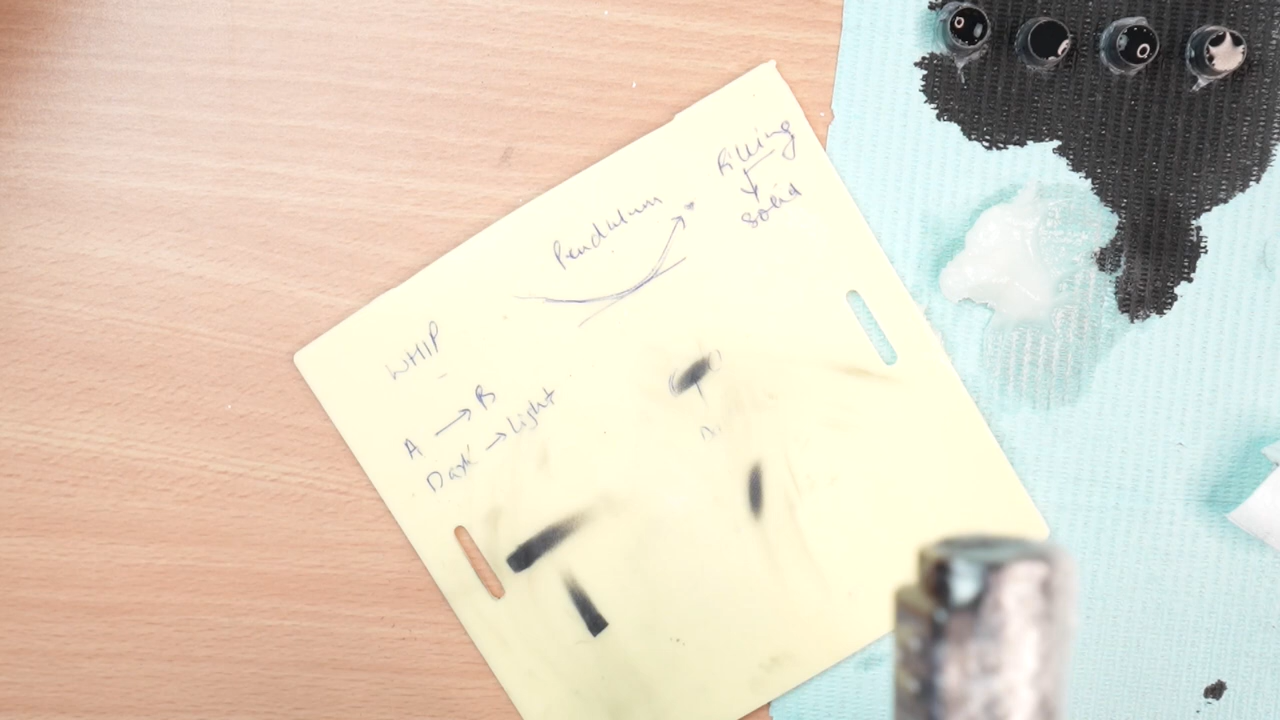 WHIP
A → B
Dark → light
Pendulum
Filling
↓
Solid